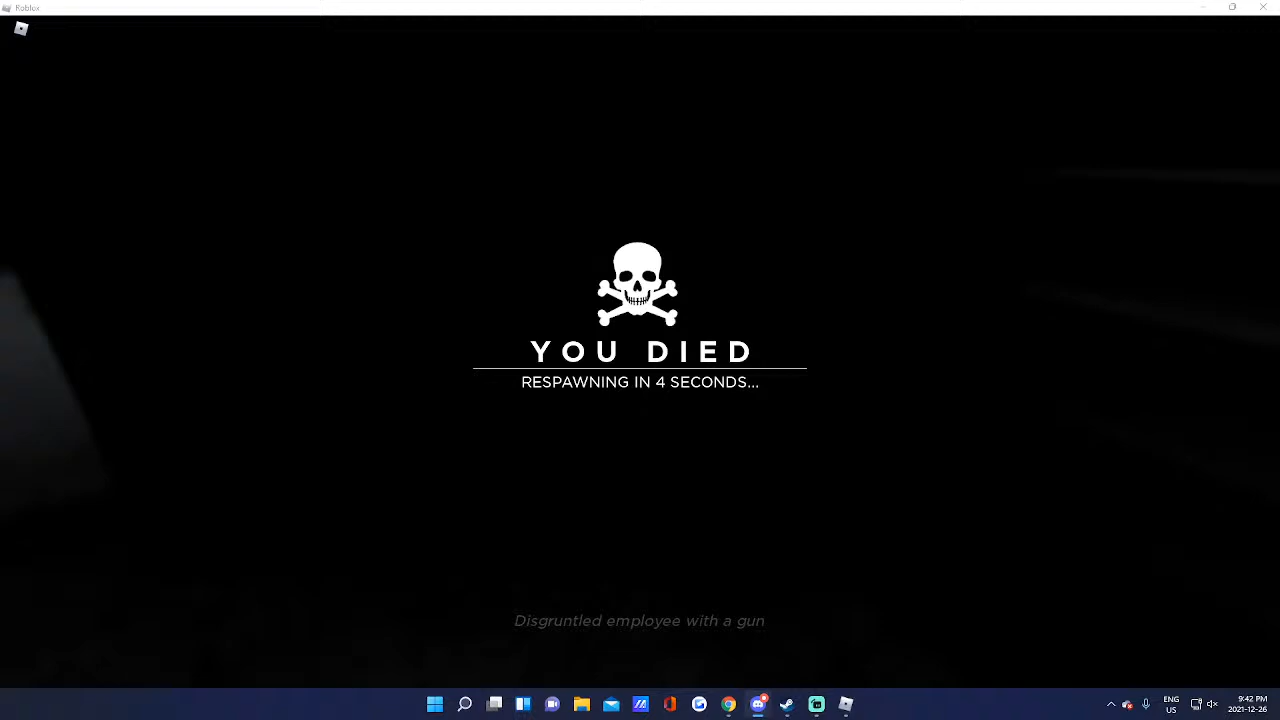 Roblox
YOU DIED
RESPAWNING IN 4 SECONDS...
Disgruntled employee with a gun
ENG
US
9:42 PM
2021-12-26